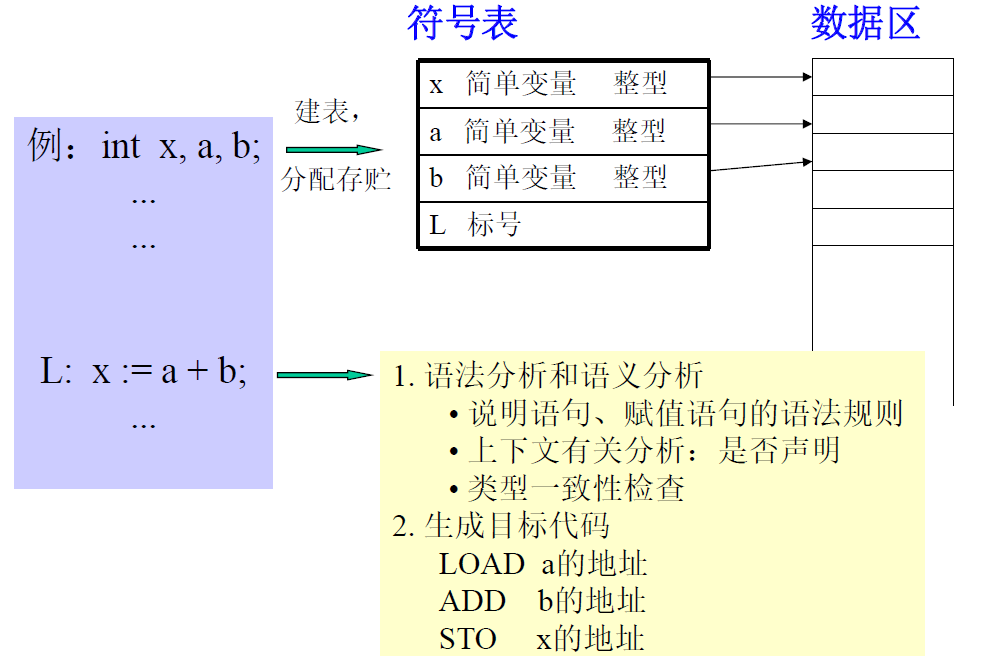 符号表
数据区
例：int x, a, b;
...
...
L: x := a + b;
...
建表，
分配存贮
x 简单变量 整型
a 简单变量 整型
b 简单变量 整型
L 标号
1. 语法分析和语义分析
• 说明语句、赋值语句的语法规则
• 上下文有关分析：是否声明
• 类型一致性检查
2. 生成目标代码
LOAD a的地址
ADD b的地址
STO x的地址